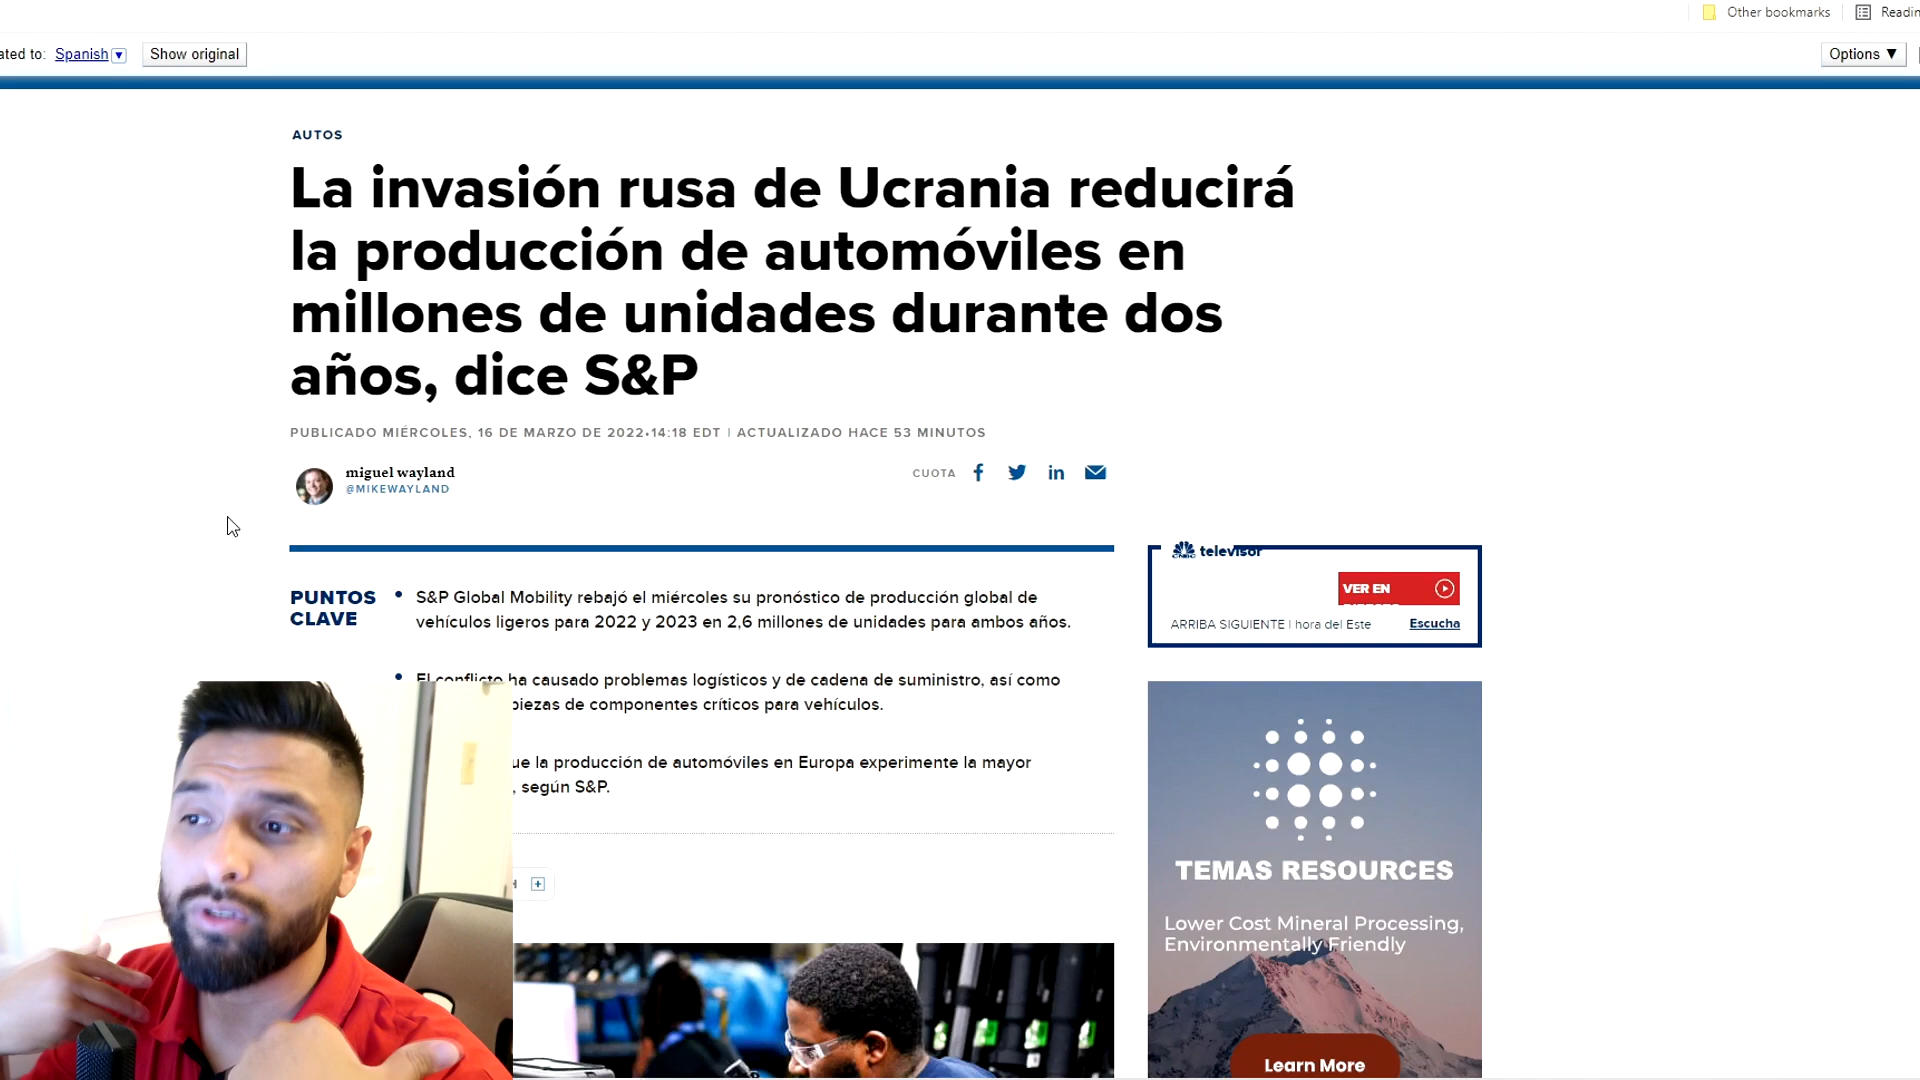 Other bookmarks
ated to: Spanish
Show original
Options ▼
AUTOS
La invasión rusa de Ucrania reducirá
la producción de automóviles en
millones de unidades durante dos
años, dice S&P
PUBLICADO MIÉRCOLES, 16 DE MARZO DE 2022•14:18 EDT | ACTUALIZADO HACE 53 MINUTOS
miguel wayland
@MIKEWAYLAND
CUOTA
PUNTOS
CLAVE
S&P Global Mobility rebajó el miércoles su pronóstico de producción global de
vehículos ligeros para 2022 y 2023 en 2,6 millones de unidades para ambos años.
El conflicto ha causado problemas logísticos y de cadena de suministro, así como
piezas de componentes críticos para vehículos.
ue la producción de automóviles en Europa experimente la mayor
, según S&P.
CNBC televisor
VER EN
ARRIBA SIGUIENTE | hora del Este
Escucha
TEMAS RESOURCES
Lower Cost Mineral Processing,
Environmentally Friendly
Learn More